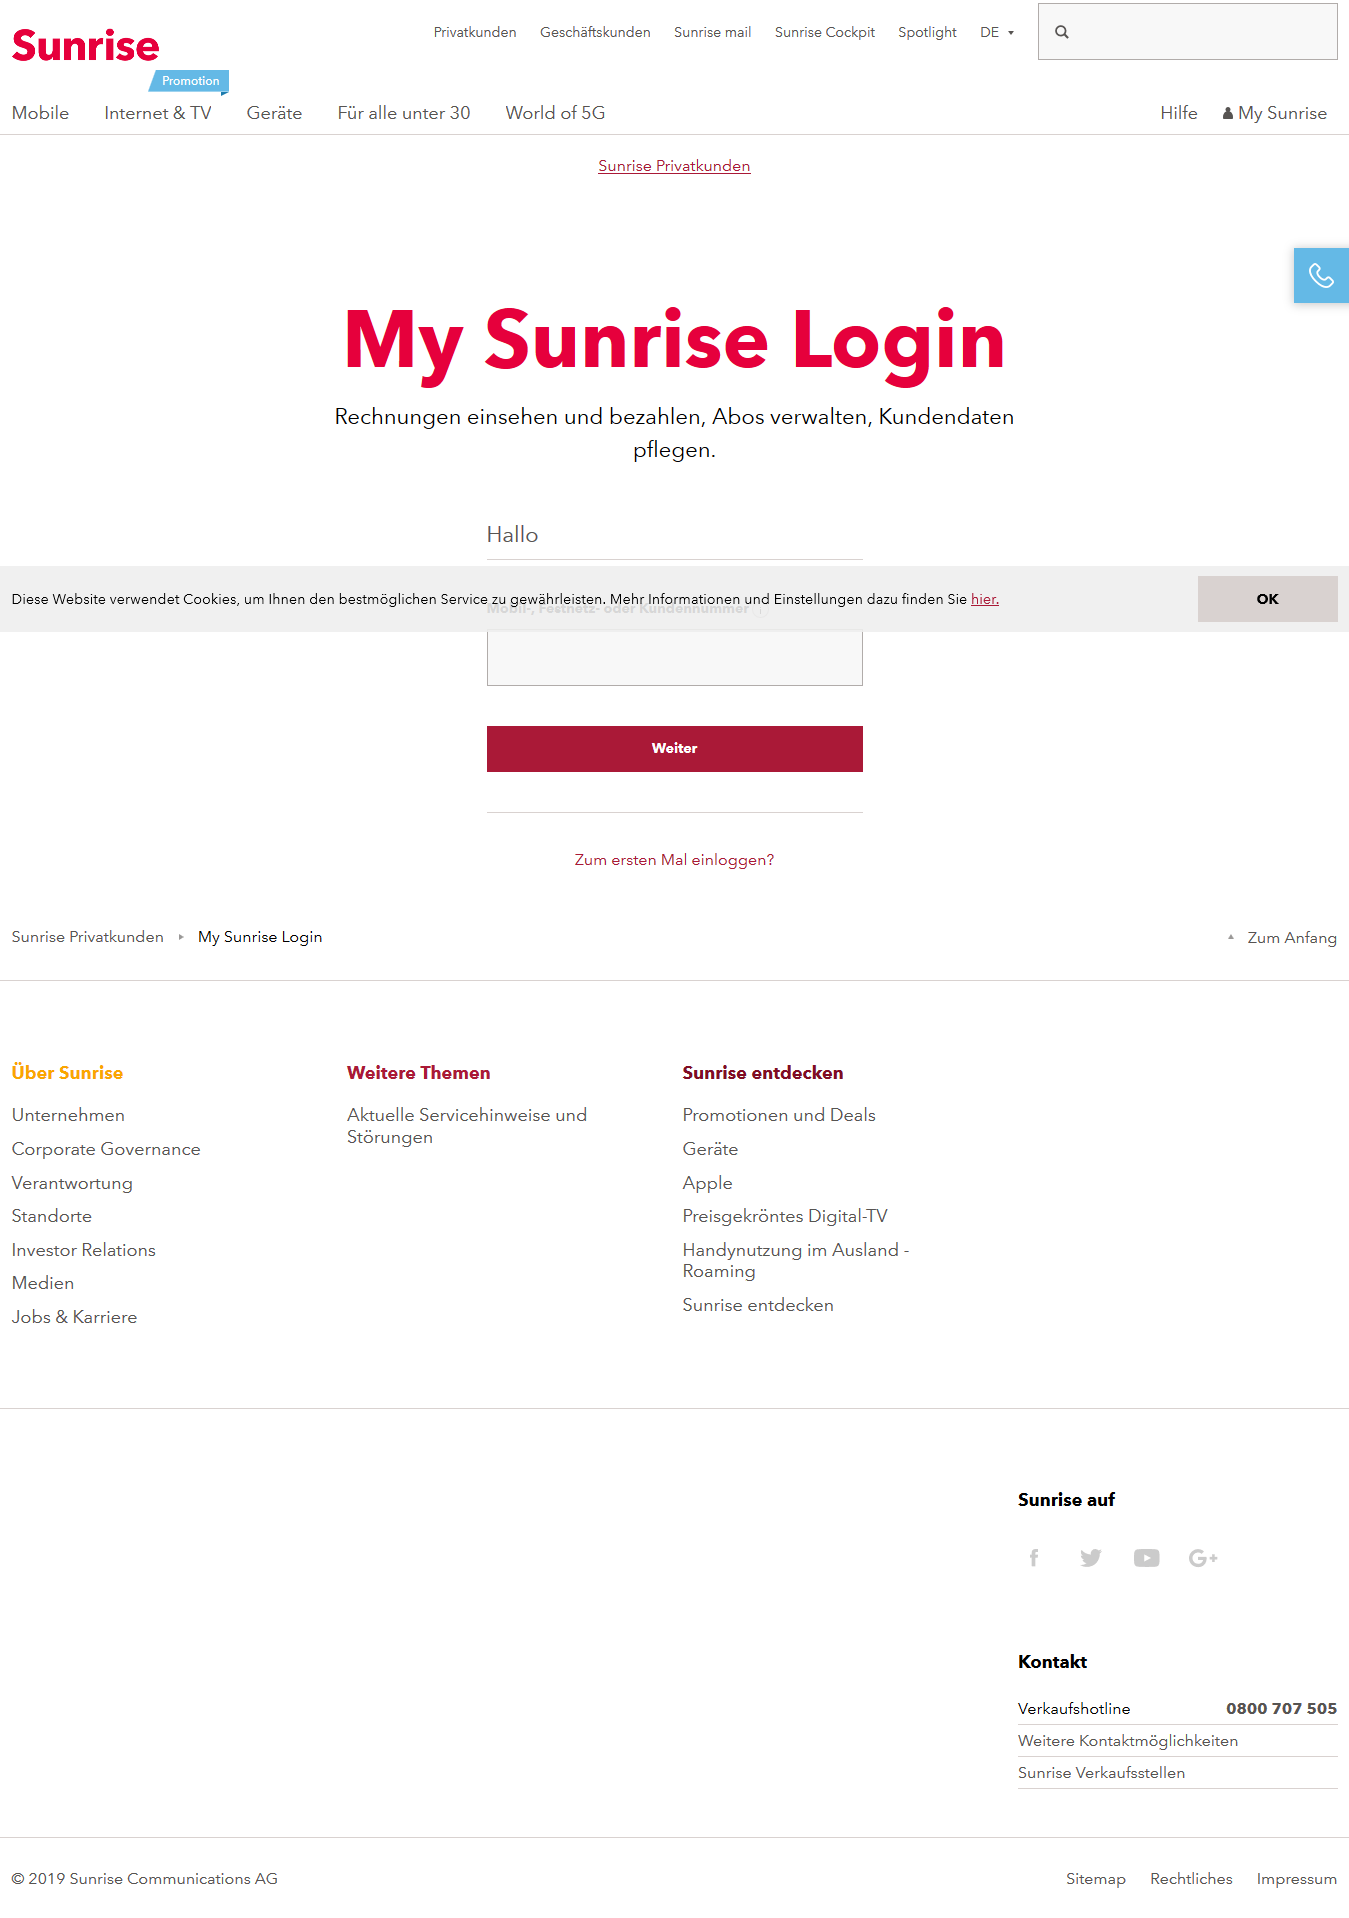 Privatkunden Geschäftskunden Sunrise mail Sunrise Cockpit Spotlight DE
Sunrise
Promotion
Mobile Internet & TV Geräte Für alle unter 30 World of 5G Hilfe My Sunrise
Sunrise Privatkunden
My Sunrise Login
Rechnungen einsehen und bezahlen, Abos verwalten, Kundendaten
pflegen.
Hallo
Diese Website verwendet Cookies, um Ihnen den bestmöglichen Service zu gewährleisten. Mehr Informationen und Einstellungen dazu finden Sie hier. OK
Mobil-, Festnetz- oder Kundennummer
Weiter
Zum ersten Mal einloggen?
Sunrise Privatkunden My Sunrise Login Zum Anfang
Über Sunrise
Unternehmen
Corporate Governance
Verantwortung
Standorte
Investor Relations
Medien
Jobs & Karriere
Weitere Themen
Aktuelle Servicehinweise und
Störungen
Sunrise entdecken
Promotionen und Deals
Geräte
Apple
Preisgekröntes Digital-TV
Handynutzung im Ausland -
Roaming
Sunrise entdecken
Sunrise auf
Kontakt
Verkaufshotline 0800 707 505
Weitere Kontaktmöglichkeiten
Sunrise Verkaufsstellen
© 2019 Sunrise Communications AG Sitemap Rechtliches Impressum